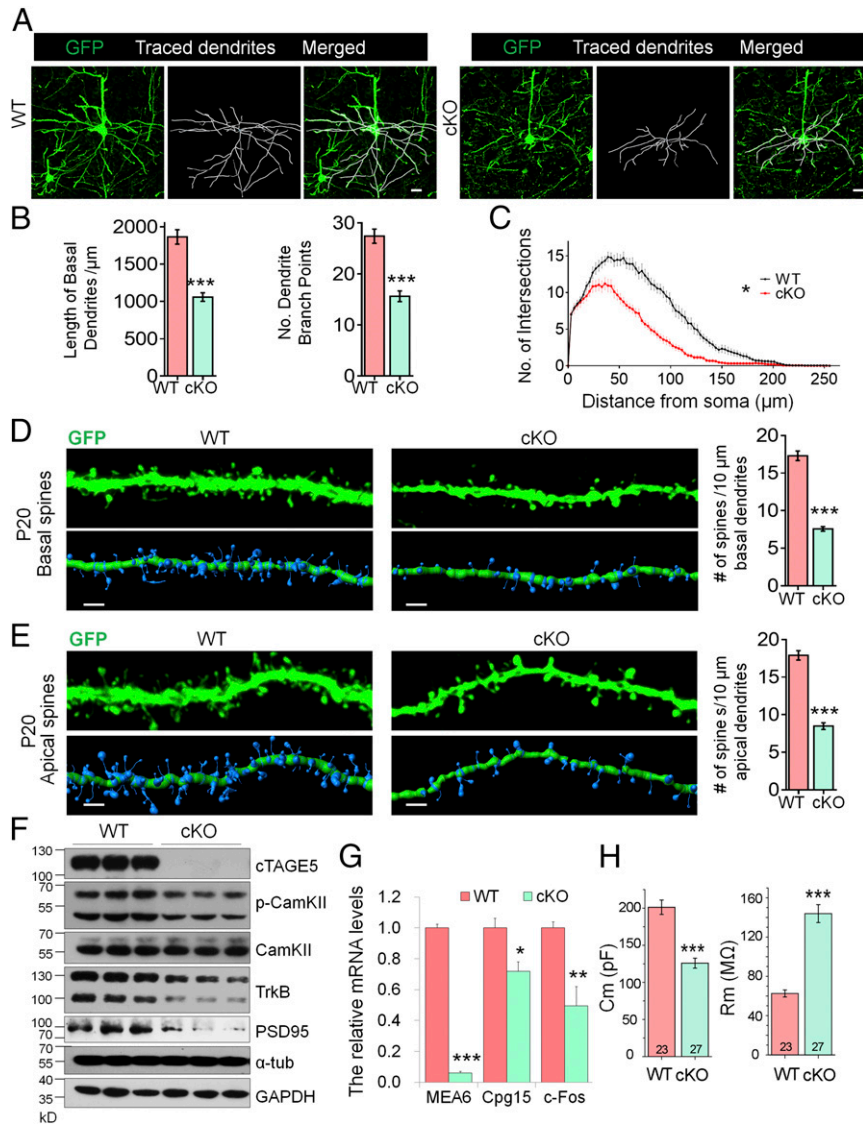 A
GFP Traced dendrites Merged
GFP Traced dendrites Merged
WT
cKO
B
Length of Basal
Dendrites /µm
2000
1500
1000
500
0
***
WT cKO
No. Dendrite
Branch Points
30
20
10
0
***
WT cKO
C
No. of Intersections
15
10
5
0
0 50 100 150 200 250
Distance from soma (µm)
*
WT
cKO
D
GFP WT cKO
P20
Basal spines
# of spines /10 µm
basal dendrites
20
15
10
5
0
***
WT cKO
E
GFP WT cKO
P20
Apical spines
# of spine s/10 µm
apical dendrites
20
15
10
5
0
***
WT cKO
F
WT cKO
130
100
cTAGE5
70
55
p-CamKII
70
55
CamKII
130
100
TrkB
100
70
PSD95
55
α-tub
40
35
GAPDH
kD
G
The relative mRNA levels
WT cKO
1.2
1.0
0.8
0.6
0.4
0.2
0.0
***
*
**
MEA6 Cpg15 c-Fos
H
Cm (pF)
200
150
100
50
0
***
23 27
WT cKO
Rm (MΩ)
160
120
80
40
0
***
23 27
WT cKO